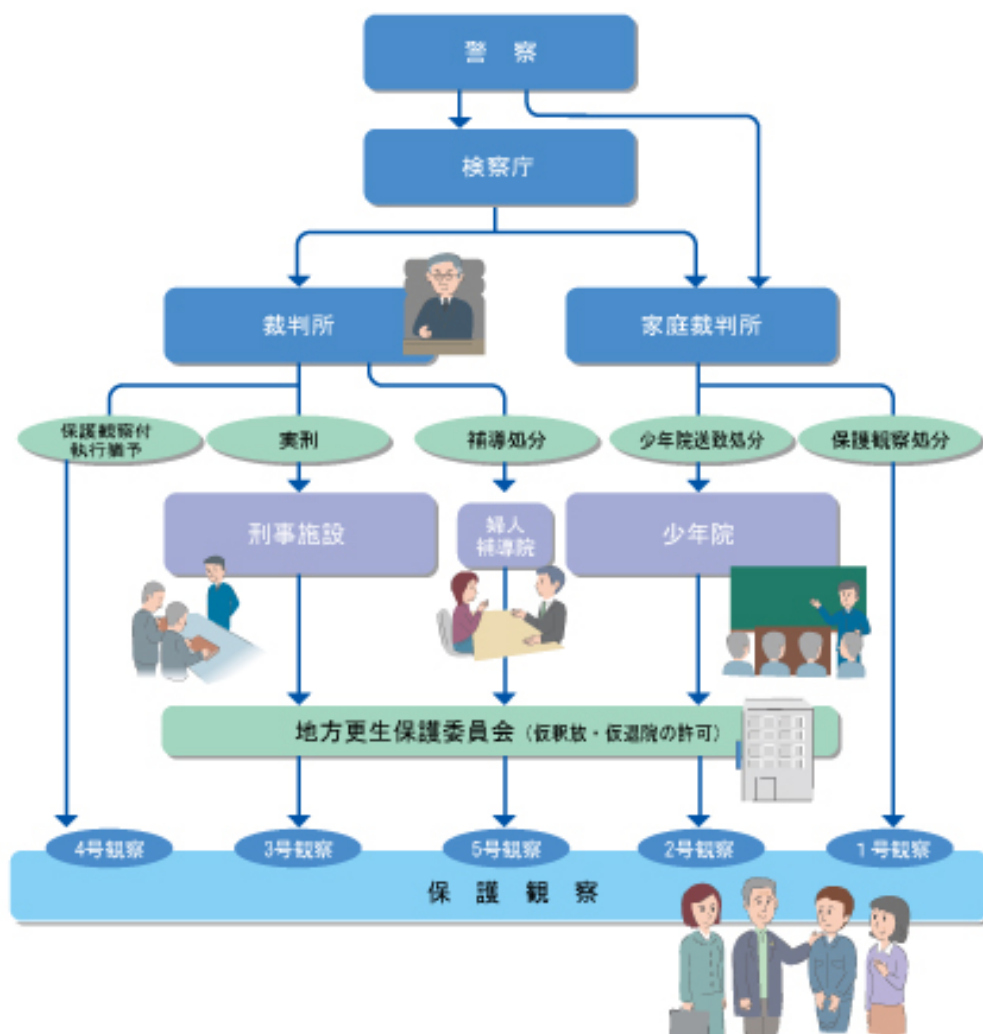 警 察
検察庁
裁判所
家庭裁判所
保護観察付
執行猶予
実刑
補導処分
少年院送致処分
保護観察処分
刑事施設
婦人
補導院
少年院
地方更生保護委員会(仮釈放・仮退院の許可)
4号観察
3号観察
5号観察
2号観察
1号観察
保 護 観 察